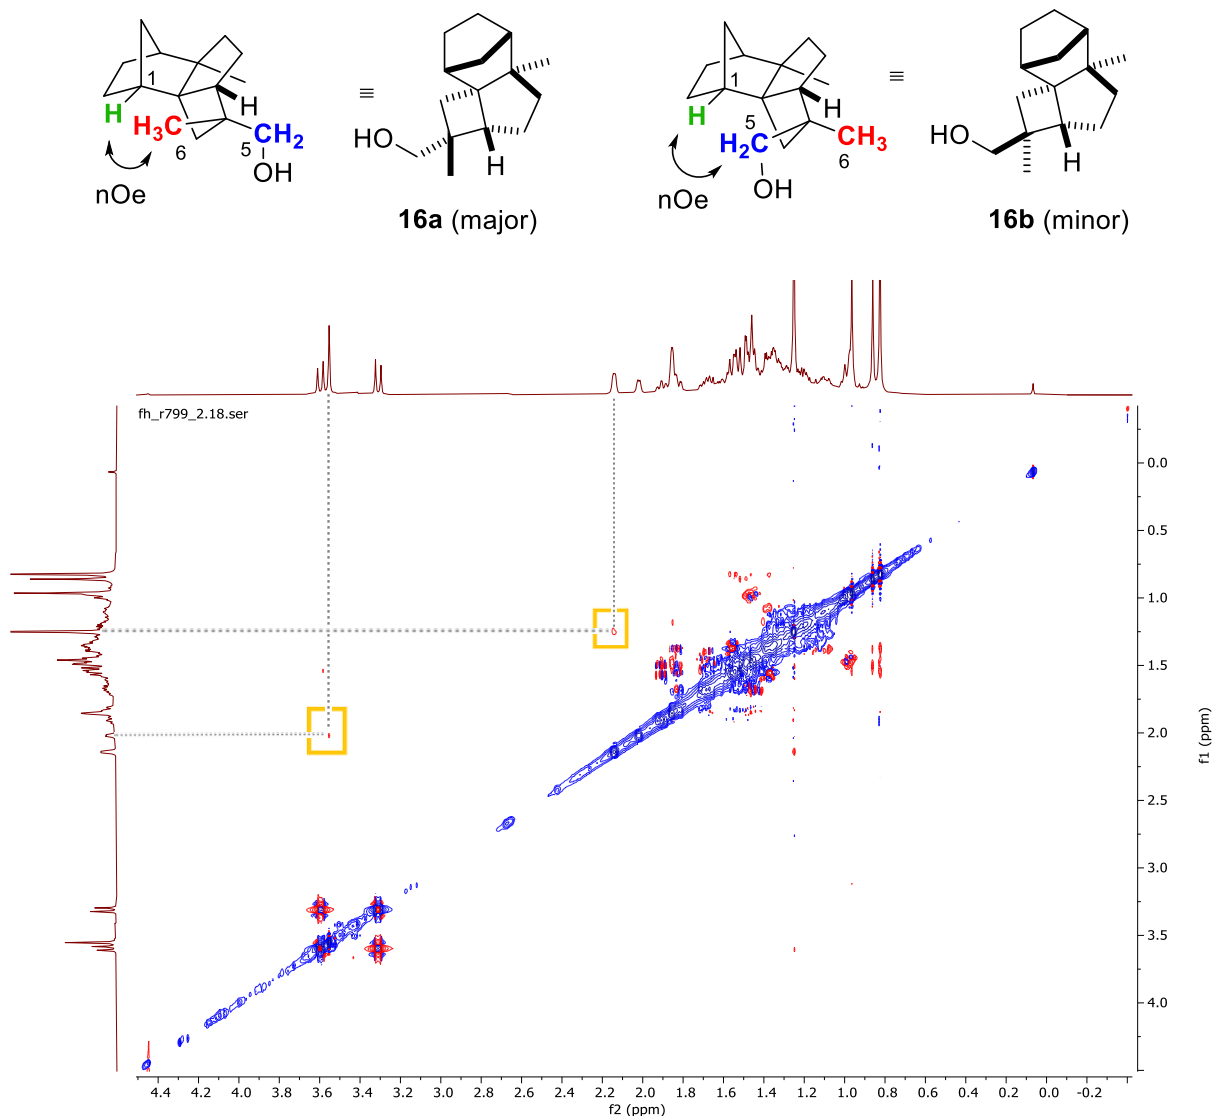 1
H
H₃C
6
H
5
CH₂
OH
nOe
≡
HO
H
16a (major)
1
H
H
5
H₂C
6
CH₃
OH
nOe
≡
HO
H
16b (minor)
fh_r799_2.18.ser
0.0
0.5
1.0
1.5
2.0
2.5
3.0
3.5
4.0
f1 (ppm)
4.4 4.2 4.0 3.8 3.6 3.4 3.2 3.0 2.8 2.6 2.4 2.2 2.0 1.8 1.6 1.4 1.2 1.0 0.8 0.6 0.4 0.2 0.0 -0.2
f2 (ppm)